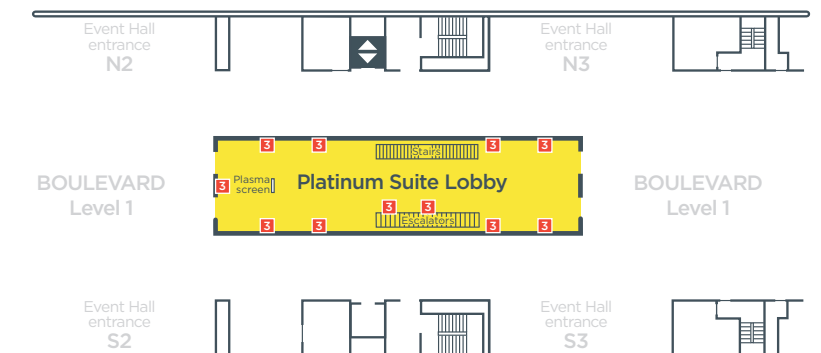 Event Hall
entrance
N2
Event Hall
entrance
N3
3
3
Stairs
3
3
BOULEVARD
Level 1
3
Plasma
screen
Platinum Suite Lobby
BOULEVARD
Level 1
3
3
3
3
Escalators
3
3
Event Hall
entrance
S2
Event Hall
entrance
S3